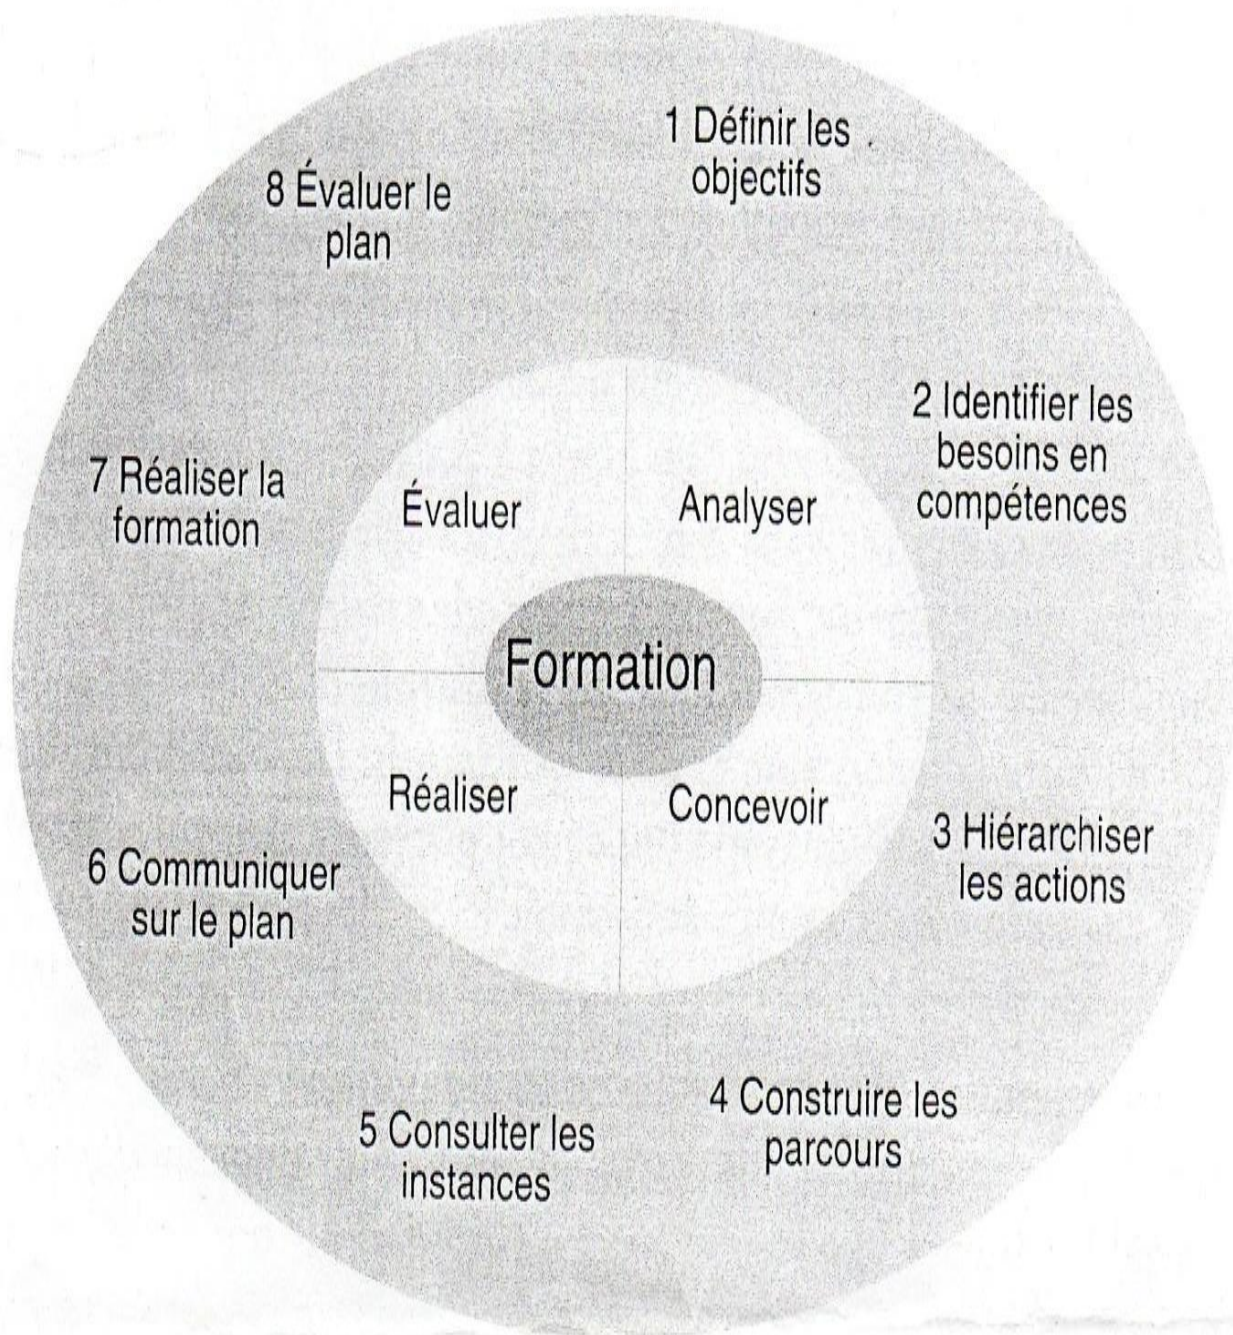 1 Définir les
objectifs
2 Identifier les
besoins en
compétences
3 Hiérarchiser
les actions
4 Construire les
parcours
5 Consulter les
instances
6 Communiquer
sur le plan
7 Réaliser la
formation
8 Évaluer le
plan
Évaluer
Analyser
Formation
Réaliser
Concevoir